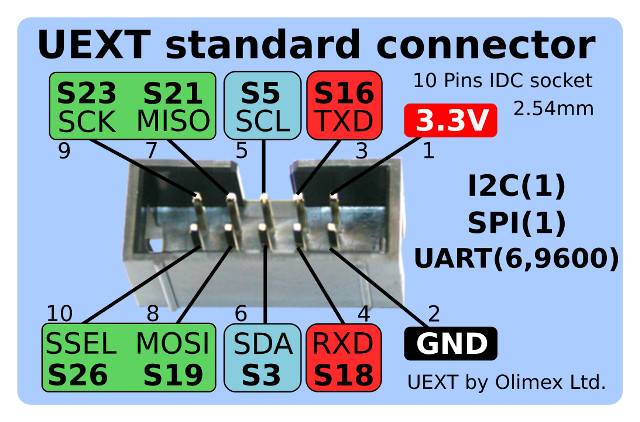 UEXT standard connector
10 Pins IDC socket
2.54mm
S23 S21 S5 S16
SCK MISO SCL TXD
3.3V
9 7 5 3 1
I2C(1)
SPI(1)
UART(6,9600)
10 8 6 4 2
SSEL MOSI SDA RXD
GND
S26 S19 S3 S18
UEXT by Olimex Ltd.